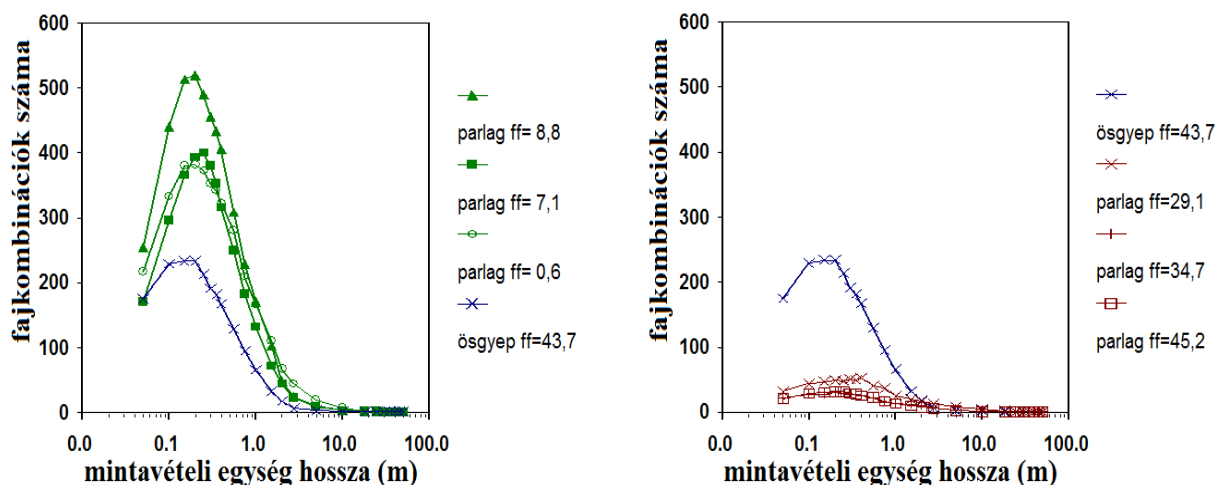 600
500
400
300
200
100
0
fajkombinációk száma
0.0
0.1
1.0
10.0
100.0
mintavételi egység hossza (m)
parlag ff= 8,8
parlag ff= 7,1
parlag ff= 0,6
ösgyep ff=43,7
600
500
400
300
200
100
0
fajkombinációk száma
0.0
0.1
1.0
10.0
100.0
mintavételi egység hossza (m)
ösgyep ff=43,7
parlag ff=29,1
parlag ff=34,7
parlag ff=45,2